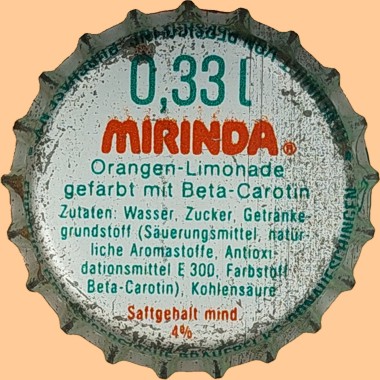 0,33 l
MIRINDA®
Orangen-Limonade
gefärbt mit Beta-Carotin
Zutaten: Wasser, Zucker, Getränke-
grundstoff (Säuerungsmittel, natür-
liche Aromastoffe, Antioxi-
dationsmittel E 300, Farbstoff
Beta-Carotin), Kohlensäure
Saftgehalt mind.
4%